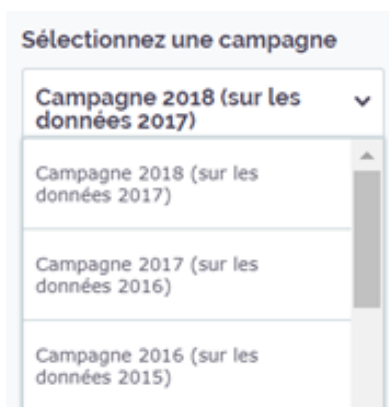 Sélectionnez une campagne
Campagne 2018 (sur les
données 2017)
Campagne 2018 (sur les
données 2017)
Campagne 2017 (sur les
données 2016)
Campagne 2016 (sur les
données 2015)